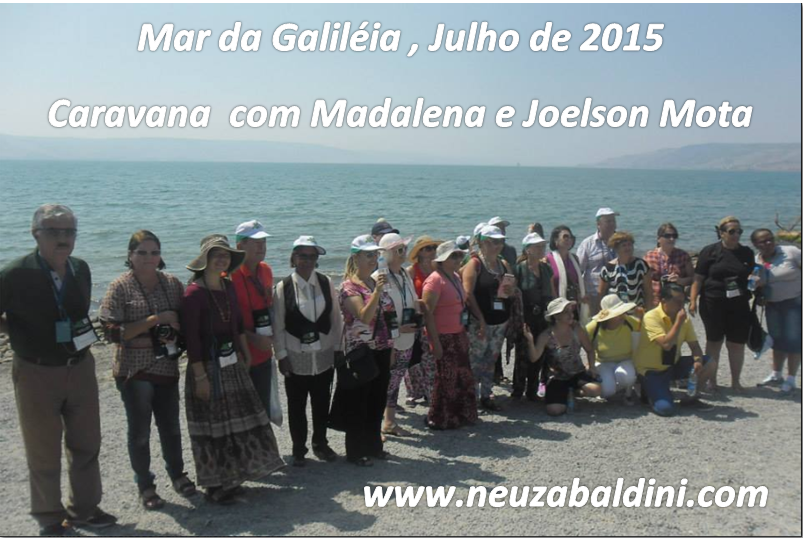 Mar da Galiléia , Julho de 2015
Caravana com Madalena e Joelson Mota
www.neuzabaldini.com